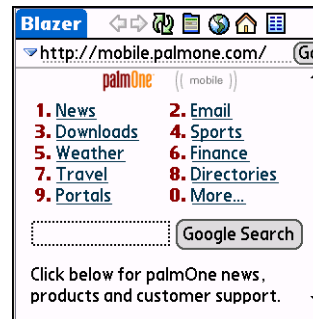 Blazer
http://mobile.palmone.com/ Go
palmOne (( mobile ))
1. News 2. Email
3. Downloads 4. Sports
5. Weather 6. Finance
7. Travel 8. Directories
9. Portals 0. More...
Google Search
Click below for palmOne news,
products and customer support.